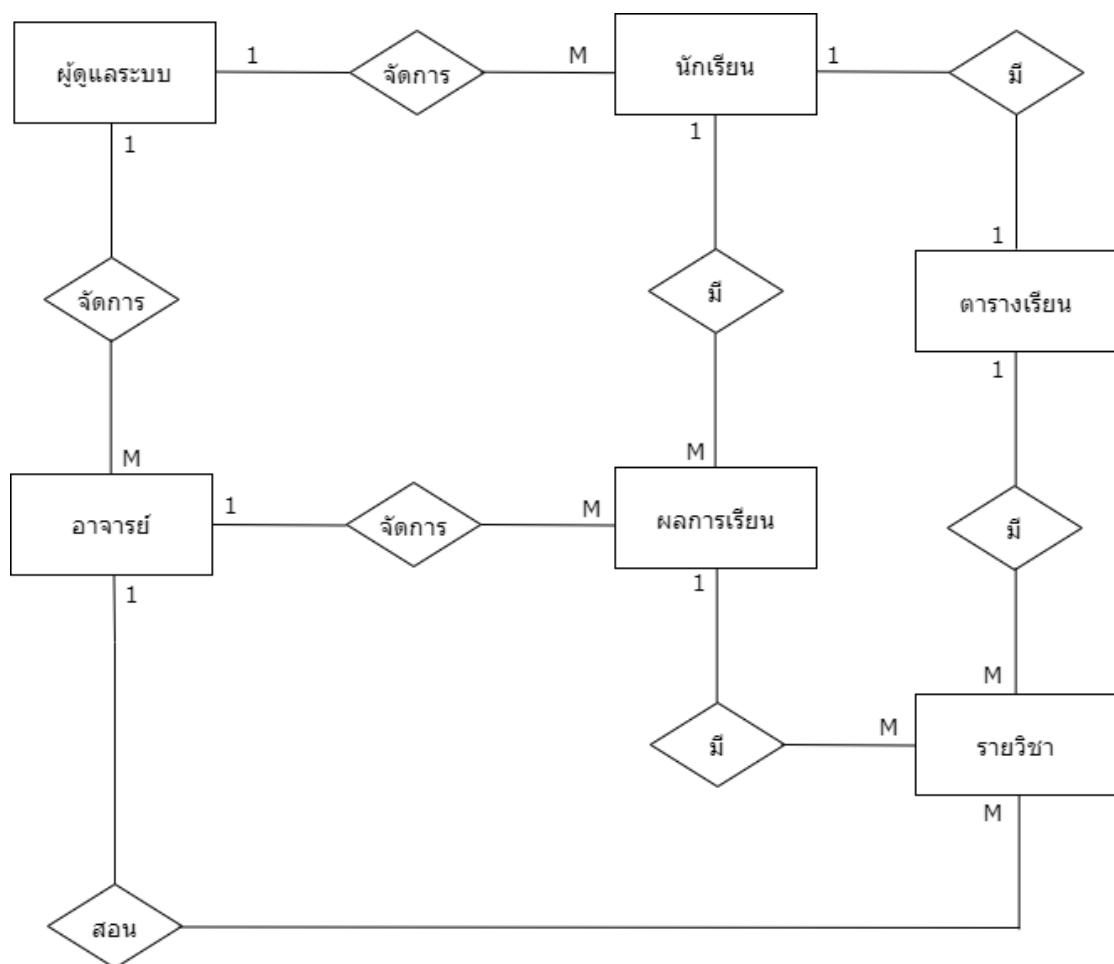 ผู้ดูแลระบบ
1
จัดการ
M
นักเรียน
1
มี
1
1
1
จัดการ
มี
ตารางเรียน
1
M
M
อาจารย์
1
จัดการ
M
ผลการเรียน
มี
1
1
M
มี
M
รายวิชา
M
สอน